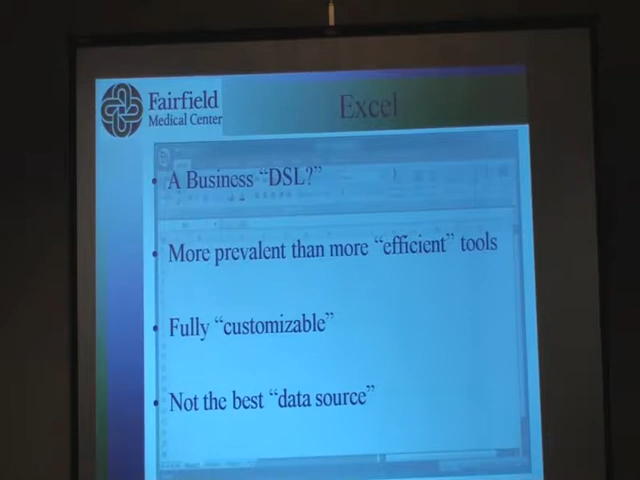 Fairfield
Medical Center
Excel
• A Business “DSL?”
• More prevalent than more “efficient” tools
• Fully “customizable”
• Not the best “data source”